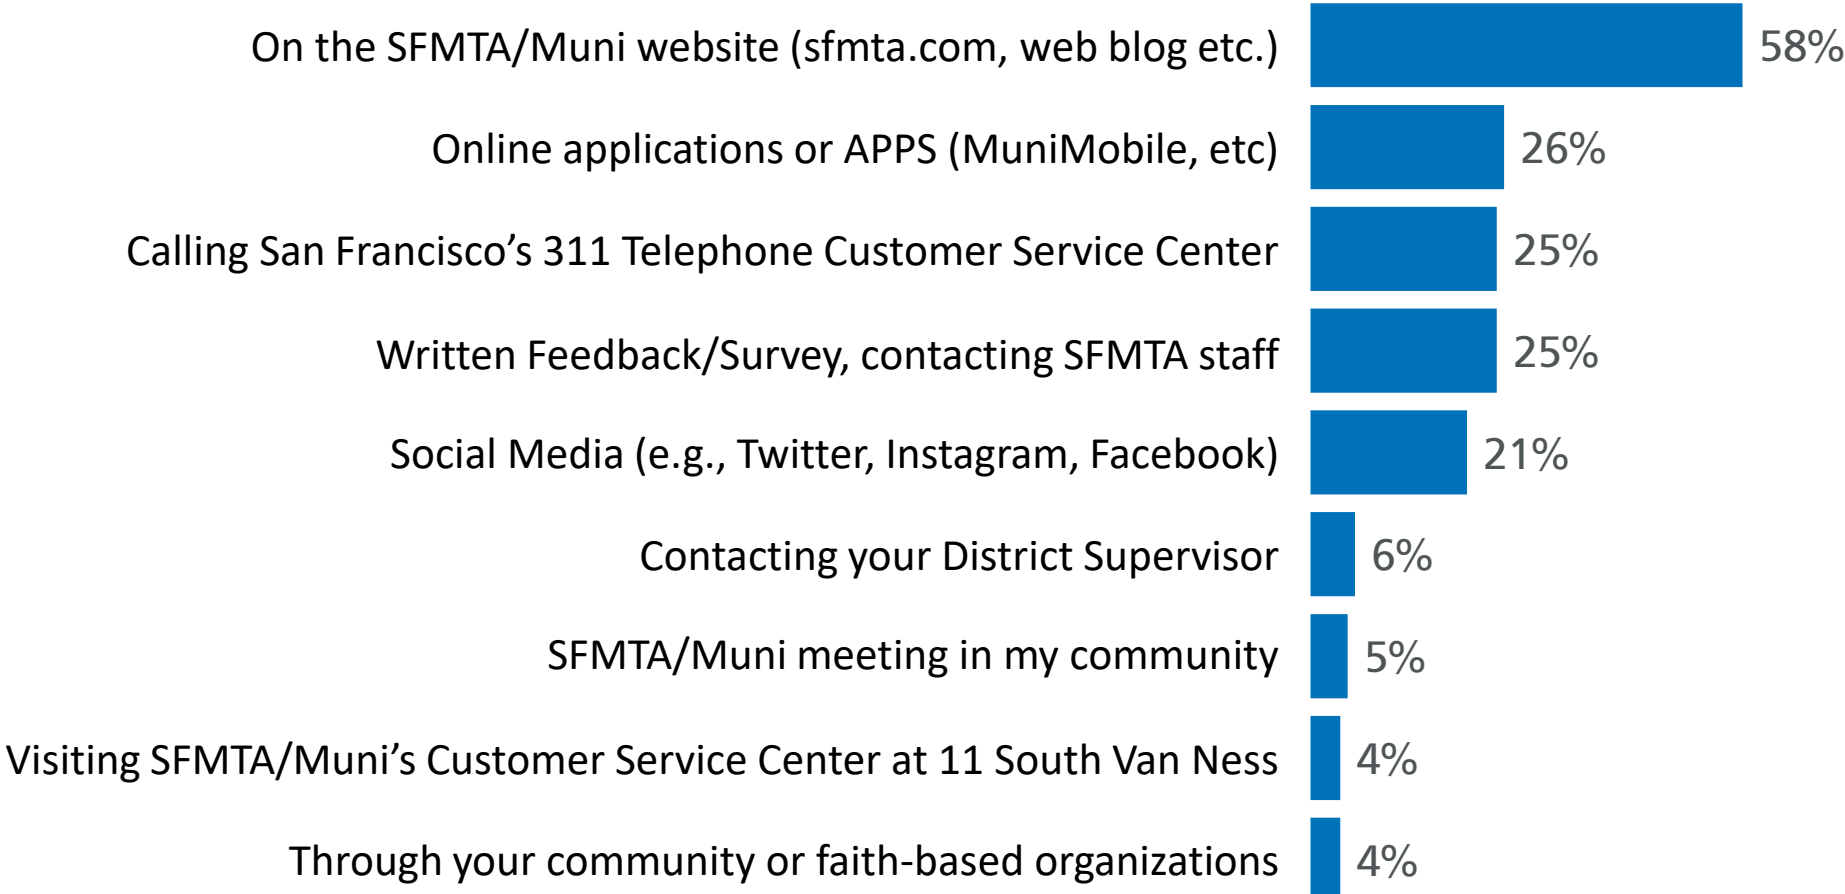 On the SFMTA/Muni website (sfmta.com, web blog etc.) 58%
Online applications or APPS (MuniMobile, etc) 26%
Calling San Francisco’s 311 Telephone Customer Service Center 25%
Written Feedback/Survey, contacting SFMTA staff 25%
Social Media (e.g., Twitter, Instagram, Facebook) 21%
Contacting your District Supervisor 6%
SFMTA/Muni meeting in my community 5%
Visiting SFMTA/Muni’s Customer Service Center at 11 South Van Ness 4%
Through your community or faith-based organizations 4%